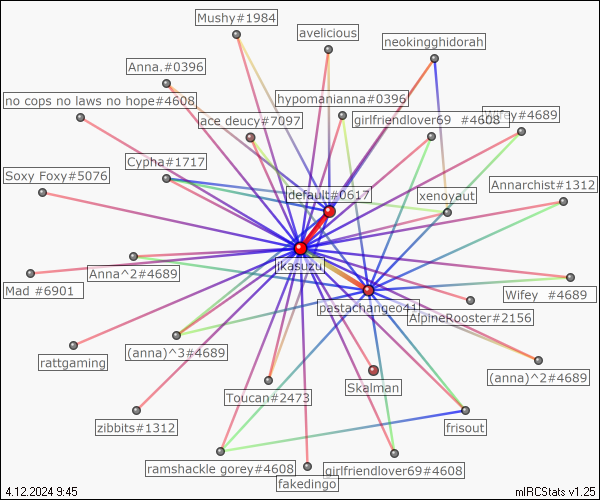 Mushy#1984
avelicious
neokingghidorah
Anna.#0396
no cops no laws no hope#4608
hypomanianna#0396
ace deucy#7097
girlfriendlover69 #4608
Wifey#4689
Cypha#1717
Soxy Foxy#5076
default#0617
xenoyaut
Annarchist#1312
ikasuzu
Anna^2#4689
Mad #6901
pastachangeo41
Wifey #4689
AlpineRooster#2156
rattgaming
(anna)^3#4689
(anna)^2#4689
Toucan#2473
Skalman
zibbits#1312
frisout
ramshackle gorey#4608
girlfriendlover69#4608
fakedingo
4.12.2024 9:45
mIRCStats v1.25